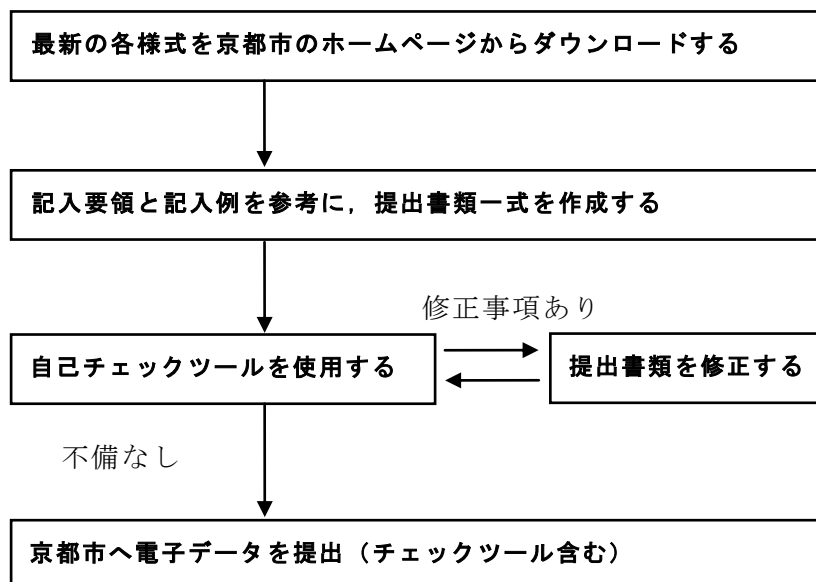 最新の各様式を京都市のホームページからダウンロードする
記入要領と記入例を参考に，提出書類一式を作成する
修正事項あり
自己チェックツールを使用する
提出書類を修正する
不備なし
京都市へ電子データを提出（チェックツール含む）